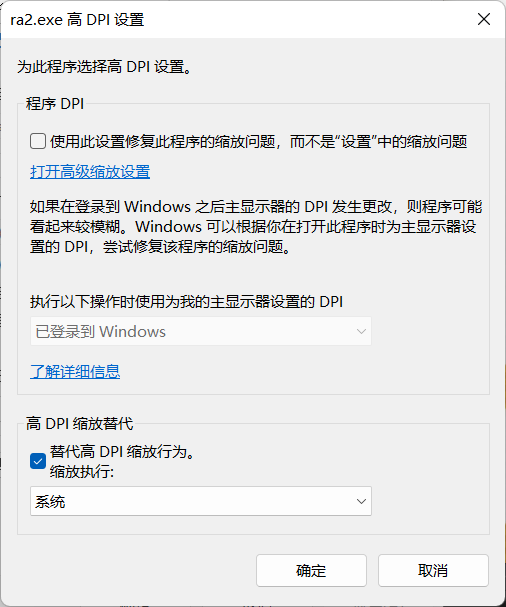 ra2.exe 高 DPI 设置
为此程序选择高 DPI 设置。
程序 DPI
使用此设置修复此程序的缩放问题，而不是“设置”中的缩放问题
打开高级缩放设置
如果在登录到 Windows 之后主显示器的 DPI 发生更改，则程序可能
看起来较模糊。Windows 可以根据你在打开此程序时为主显示器设
置的 DPI，尝试修复该程序的缩放问题。
执行以下操作时使用为我的主显示器设置的 DPI
已登录到 Windows
了解详细信息
高 DPI 缩放替代
替代高 DPI 缩放行为。
缩放执行:
系统
确定
取消